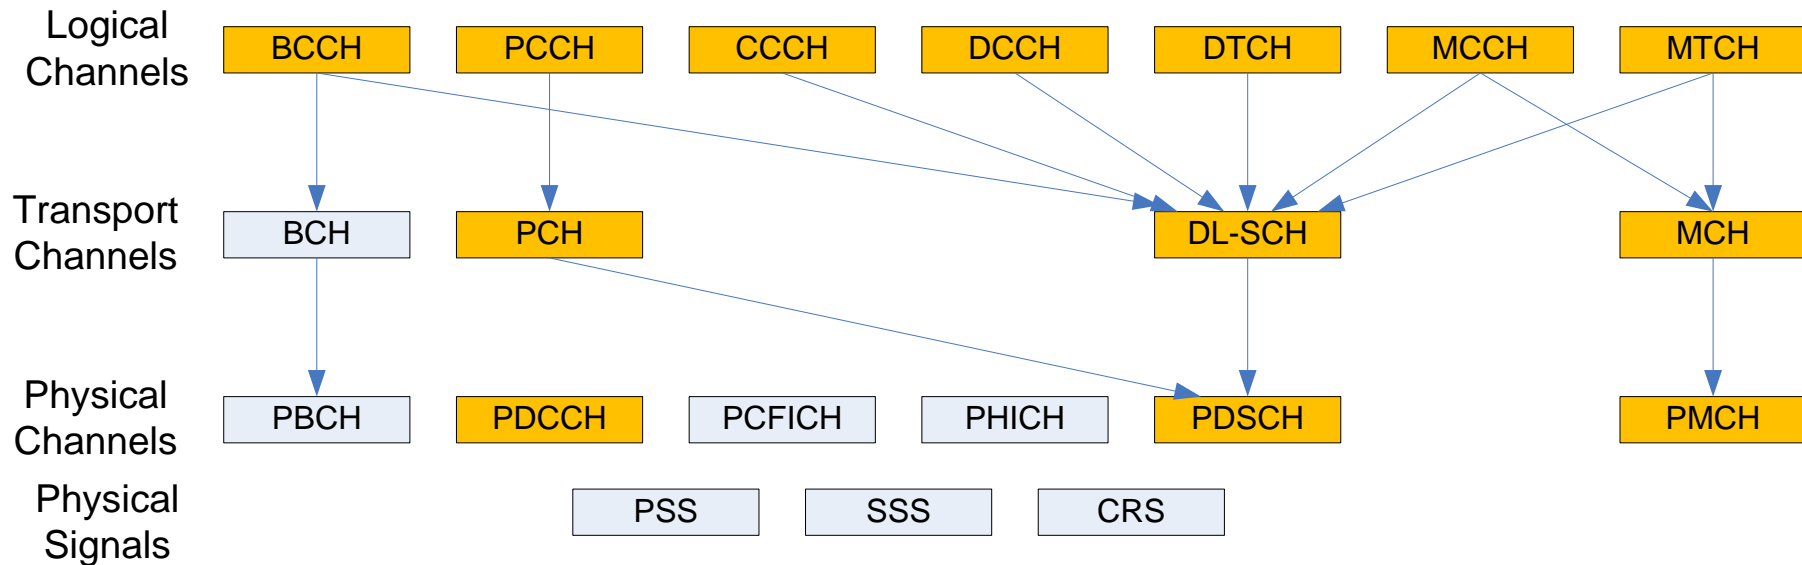 Logical
Channels
BCCH
PCCH
CCCH
DCCH
DTCH
MCCH
MTCH
Transport
Channels
BCH
PCH
DL-SCH
MCH
Physical
Channels
PBCH
PDCCH
PCFICH
PHICH
PDSCH
PMCH
Physical
Signals
PSS
SSS
CRS